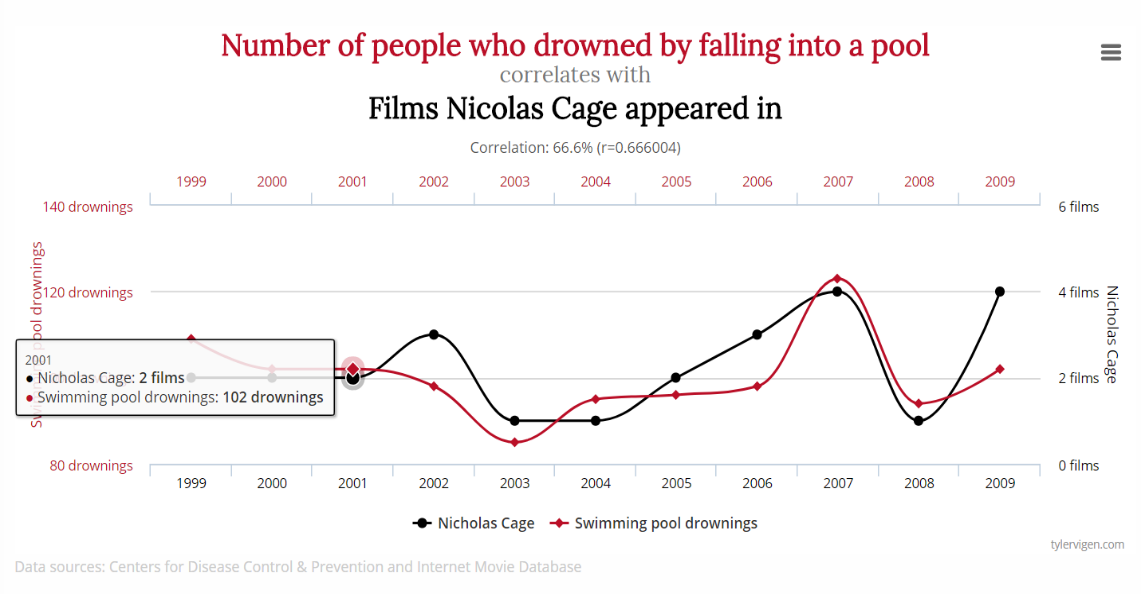 Number of people who drowned by falling into a pool
correlates with
Films Nicolas Cage appeared in
Correlation: 66.6% (r=0.666004)
1999 2000 2001 2002 2003 2004 2005 2006 2007 2008 2009
140 drownings
6 films
120 drownings
4 films
2 films
80 drownings
0 films
pool drownings
Nicholas Cage
2001
Nicholas Cage: 2 films
Swimming pool drownings: 102 drownings
1999 2000 2001 2002 2003 2004 2005 2006 2007 2008 2009
Nicholas Cage Swimming pool drownings
tylervigen.com
Data sources: Centers for Disease Control & Prevention and Internet Movie Database